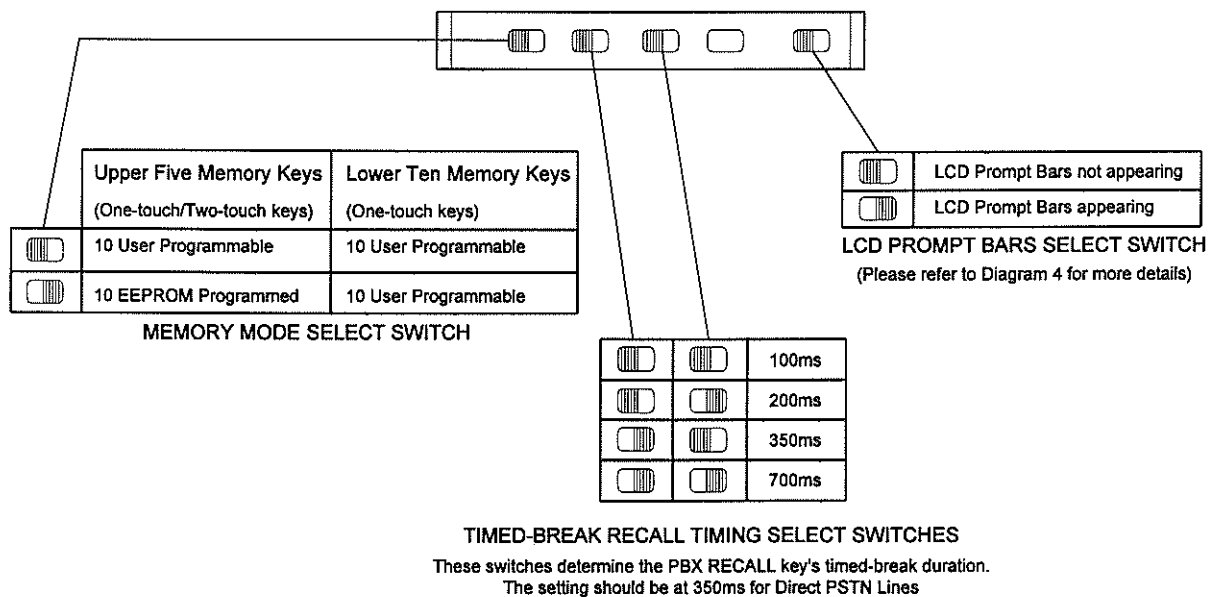 Upper Five Memory Keys Lower Ten Memory Keys
(One-touch/Two-touch keys) (One-touch keys)
10 User Programmable 10 User Programmable
10 EEPROM Programmed 10 User Programmable
MEMORY MODE SELECT SWITCH
LCD Prompt Bars not appearing
LCD Prompt Bars appearing
LCD PROMPT BARS SELECT SWITCH
(Please refer to Diagram 4 for more details)
100ms
200ms
350ms
700ms
TIMED-BREAK RECALL TIMING SELECT SWITCHES
These switches determine the PBX RECALL key's timed-break duration.
The setting should be at 350ms for Direct PSTN Lines